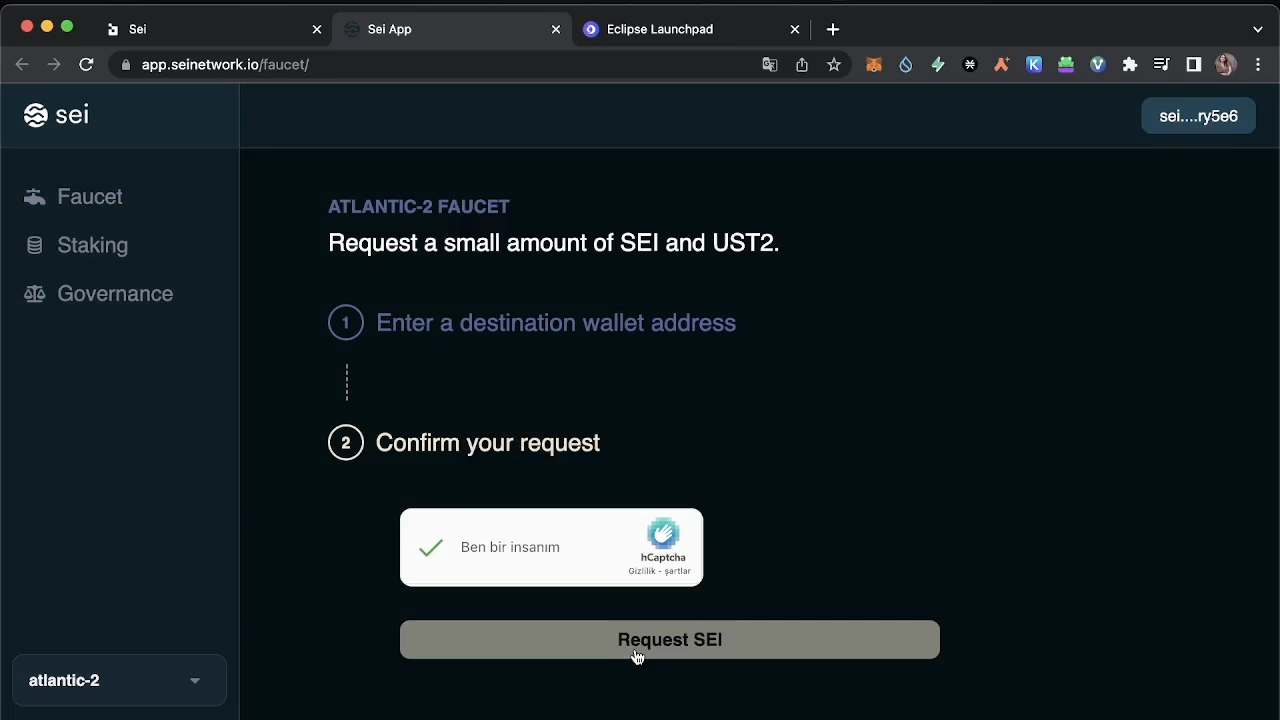 Sei
Sei App
Eclipse Launchpad
app.seinetwork.io/faucet/
sei
sei....ry5e6
Faucet
Staking
Governance
ATLANTIC-2 FAUCET
Request a small amount of SEI and UST2.
1 Enter a destination wallet address
2 Confirm your request
Ben bir insanım
hCaptcha
Gizlilik - şartlar
Request SEI
atlantic-2